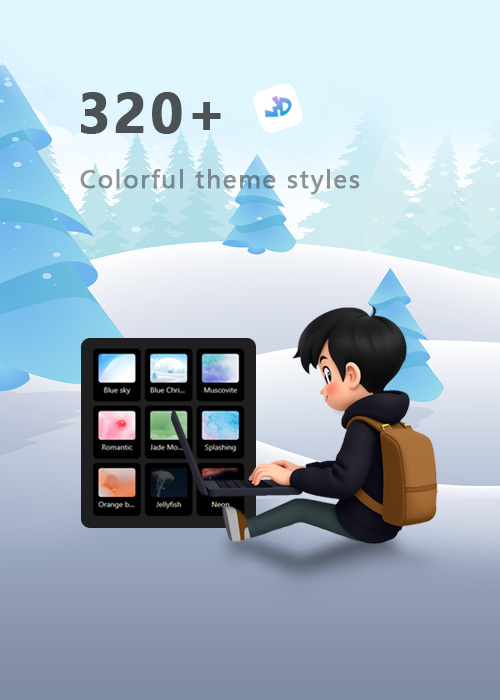 320+
Colorful theme styles
Blue sky
Blue Chri...
Muscovite
Romantic
Jade Mo...
Splashing
Orange b...
Jellyfish
Neon